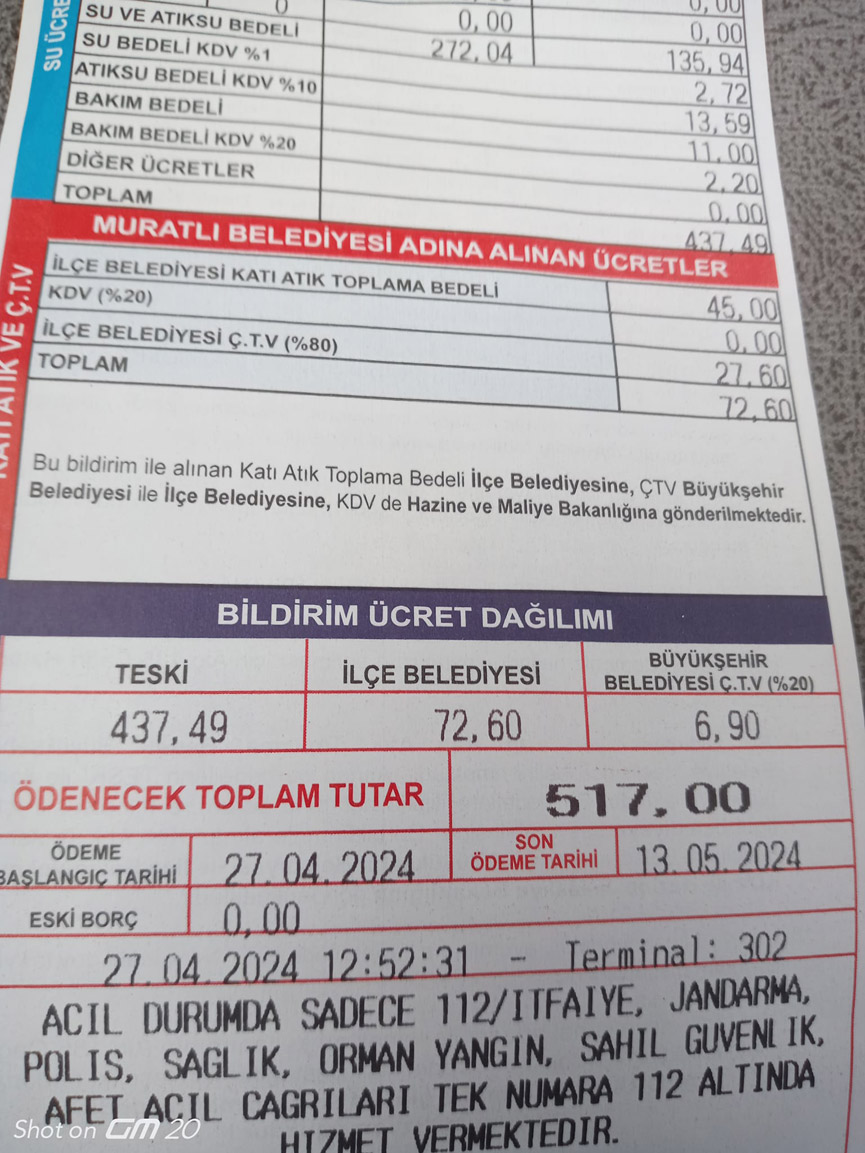 0
0,00
SU VE ATIKSU BEDELİ 0,00 0,00
SU BEDELİ KDV %1 272,04 135,94
ATIKSU BEDELİ KDV %10 2,72
BAKIM BEDELİ 13,59
BAKIM BEDELİ KDV %20 11,00
DİĞER ÜCRETLER 2,20
TOPLAM 0,00
437,49
SU ÜCRE
MURATLI BELEDİYESİ ADINA ALINAN ÜCRETLER
İLÇE BELEDİYESİ KATI ATIK TOPLAMA BEDELİ 45,00
KDV (%20) 0,00
İLÇE BELEDİYESİ Ç.T.V (%80) 27,60
TOPLAM 72,60
KATI ATIK VE Ç.T.V
Bu bildirim ile alınan Katı Atık Toplama Bedeli İlçe Belediyesine, ÇTV Büyükşehir
Belediyesi ile İlçe Belediyesine, KDV de Hazine ve Maliye Bakanlığına gönderilmektedir.
BİLDİRİM ÜCRET DAĞILIMI
TESKİ İLÇE BELEDİYESİ BÜYÜKŞEHİR
BELEDİYESİ Ç.T.V (%20)
437,49 72,60 6,90
ÖDENECEK TOPLAM TUTAR 517,00
ÖDEME
BAŞLANGIÇ TARİHİ 27.04.2024
SON
ÖDEME TARİHİ 13.05.2024
ESKİ BORÇ 0,00
27.04.2024 12:52:31 - Terminal: 302
ACIL DURUMDA SADECE 112/ITFAIYE, JANDARMA,
POLIS, SAGLIK, ORMAN YANGIN, SAHIL GUVENLIK,
AFET ACIL CAGRILARI TEK NUMARA 112 ALTINDA
HIZMET VERMEKTEDIR.
Shot on GM 20